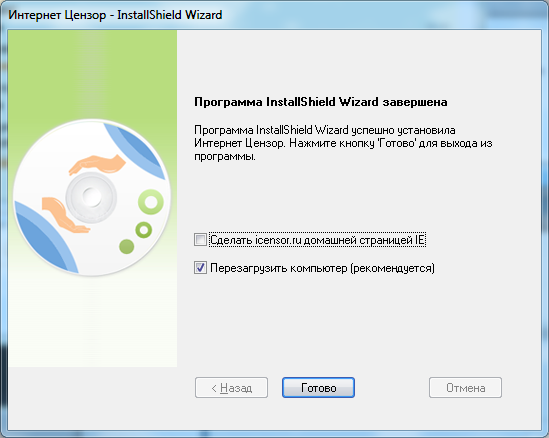 Интернет Цензор - InstallShield Wizard
Программа InstallShield Wizard завершена
Программа InstallShield Wizard успешно установила
Интернет Цензор. Нажмите кнопку 'Готово' для выхода из
программы.
Сделать icensor.ru домашней страницей IE
Перезагрузить компьютер (рекомендуется)
< Назад
Готово
Отмена